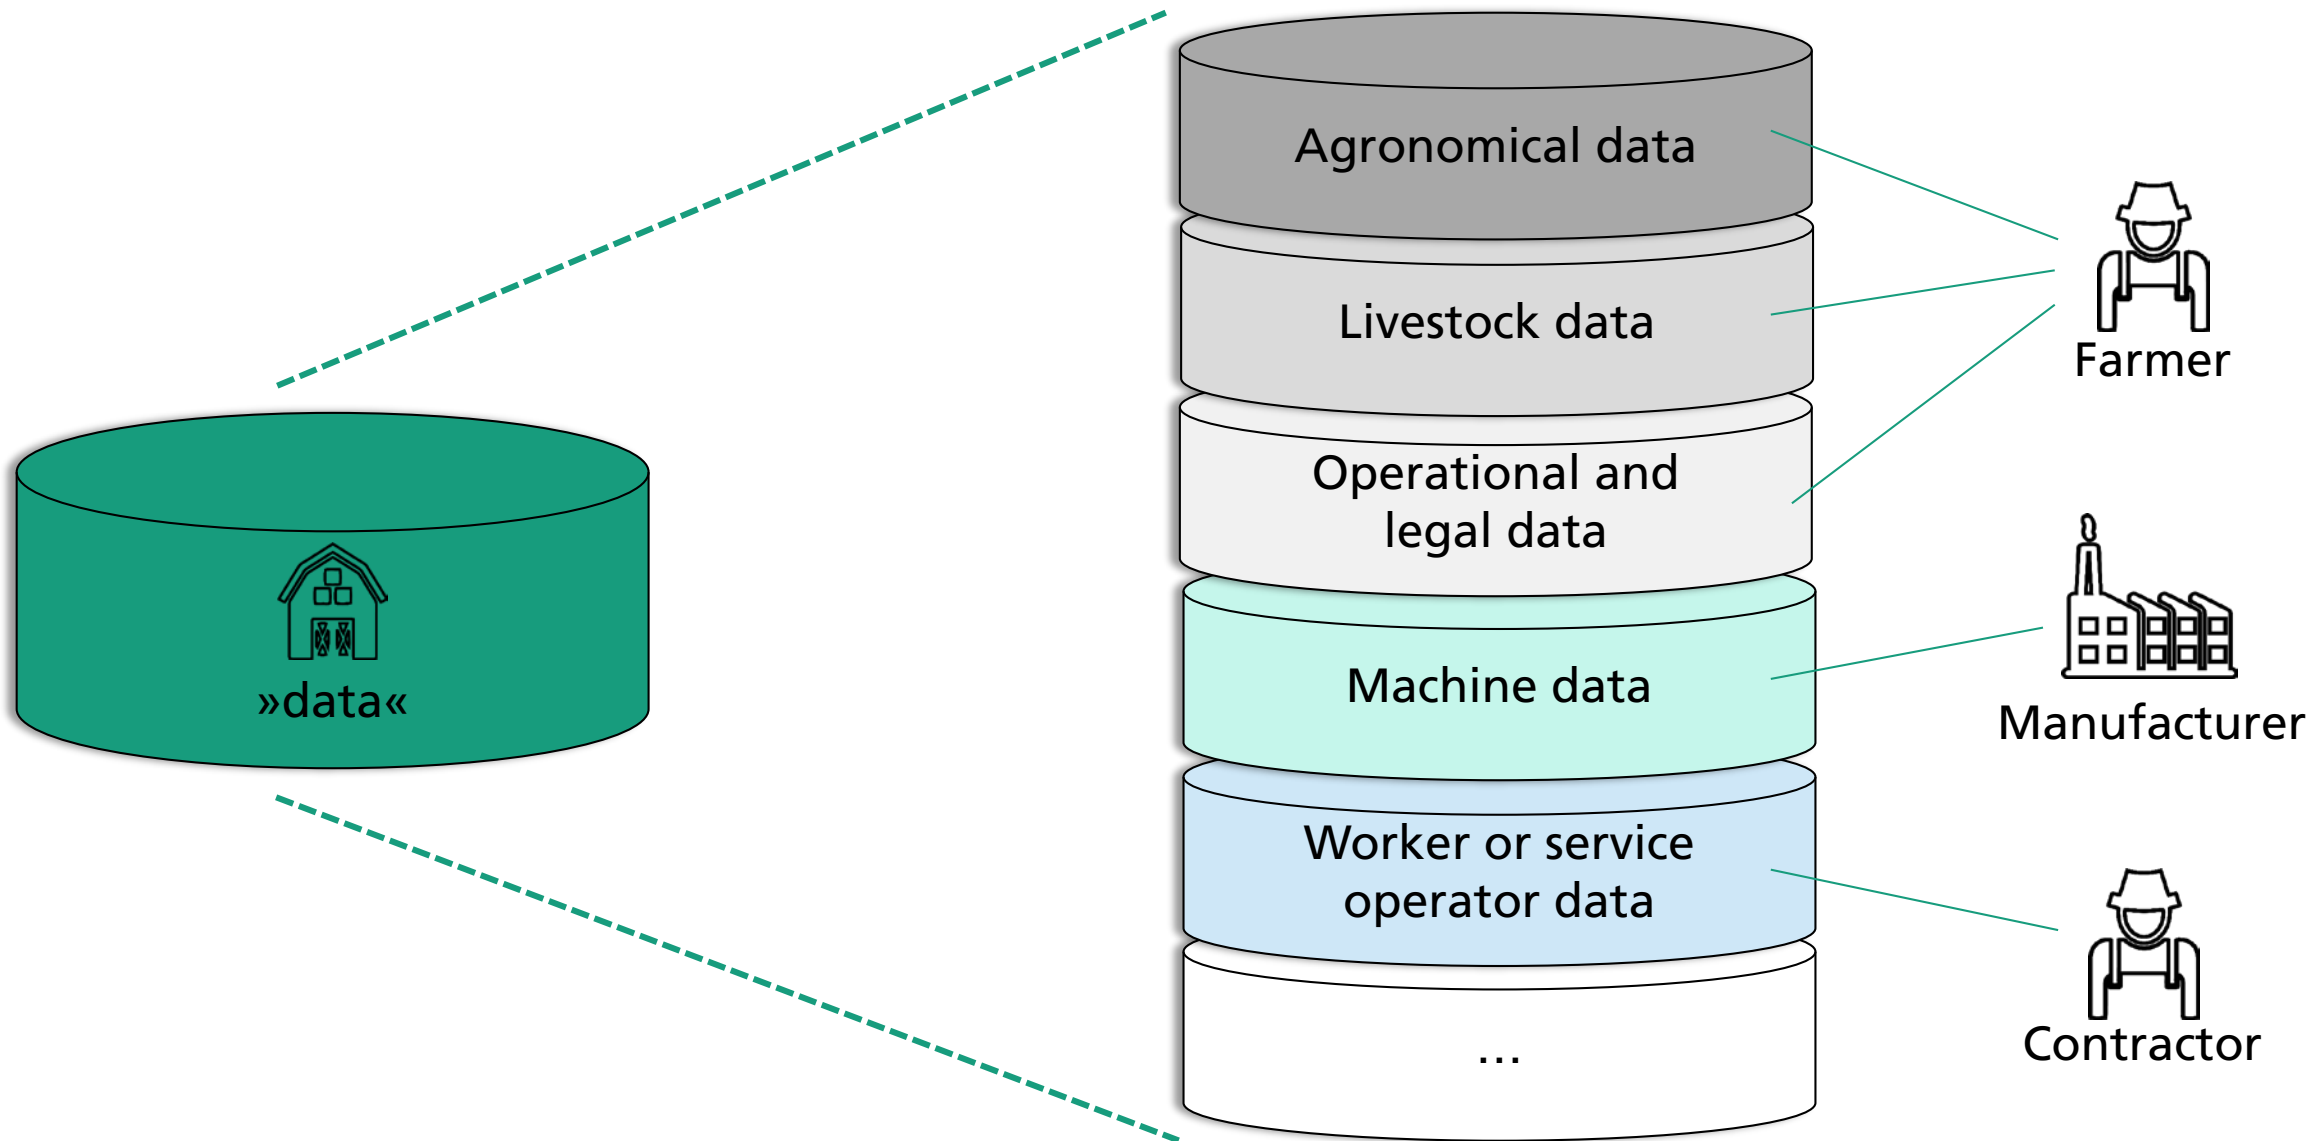 Agronomical data
Livestock data
Farmer
Operational and
legal data
»data«
Machine data
Manufacturer
Worker or service
operator data
Contractor
...